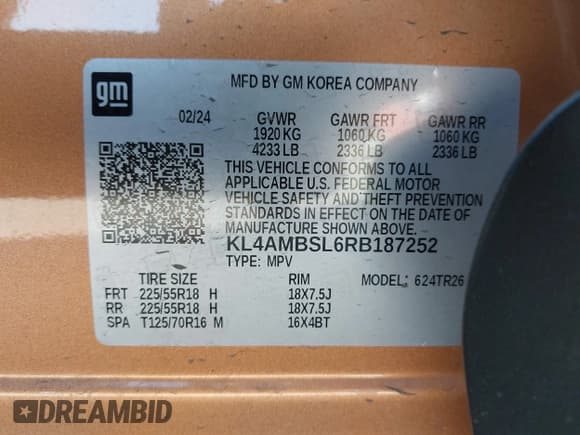 gm
MFD BY GM KOREA COMPANY
02/24 GVWR GAWR FRT GAWR RR
1920 KG 1060 KG 1060 KG
4233 LB 2336 LB 2336 LB
THIS VEHICLE CONFORMS TO ALL
APPLICABLE U.S. FEDERAL MOTOR
VEHICLE SAFETY AND THEFT PREVENTION
STANDARDS IN EFFECT ON THE DATE OF
MANUFACTURE SHOWN ABOVE.
KL4AMBSL6RB187252
TYPE: MPV MODEL: 624TR26
TIRE SIZE RIM
FRT 225/55R18 H 18X7.5J
RR 225/55R18 H 18X7.5J
SPA T125/70R16 M 16X4BT
DREAMBID